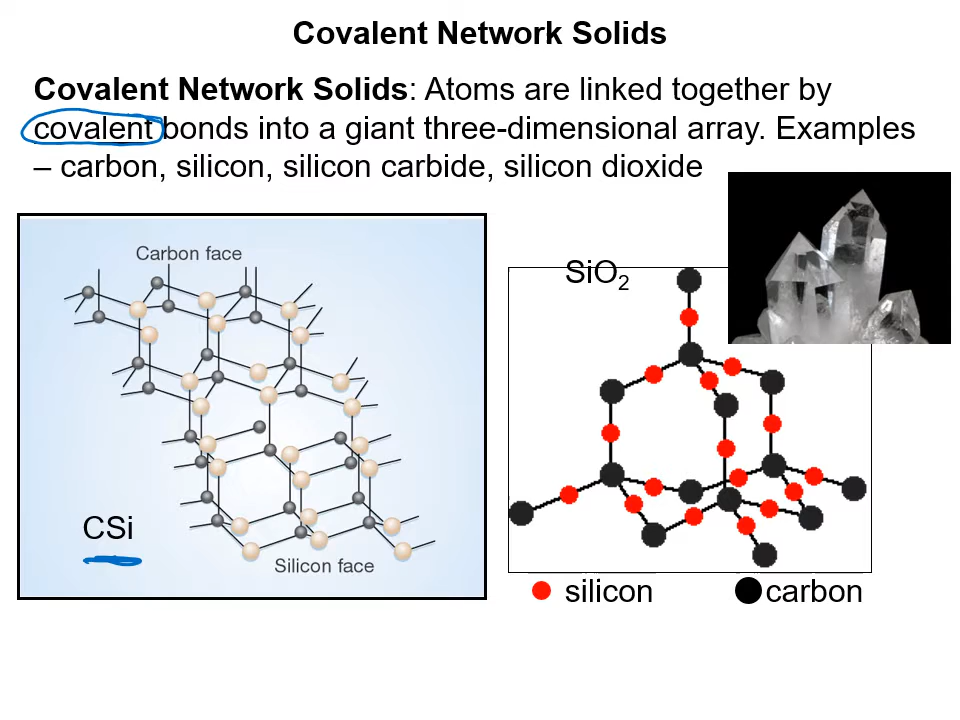 Covalent Network Solids
Covalent Network Solids: Atoms are linked together by
covalent bonds into a giant three-dimensional array. Examples
– carbon, silicon, silicon carbide, silicon dioxide
Carbon face
CSi
Silicon face
SiO₂
silicon
carbon